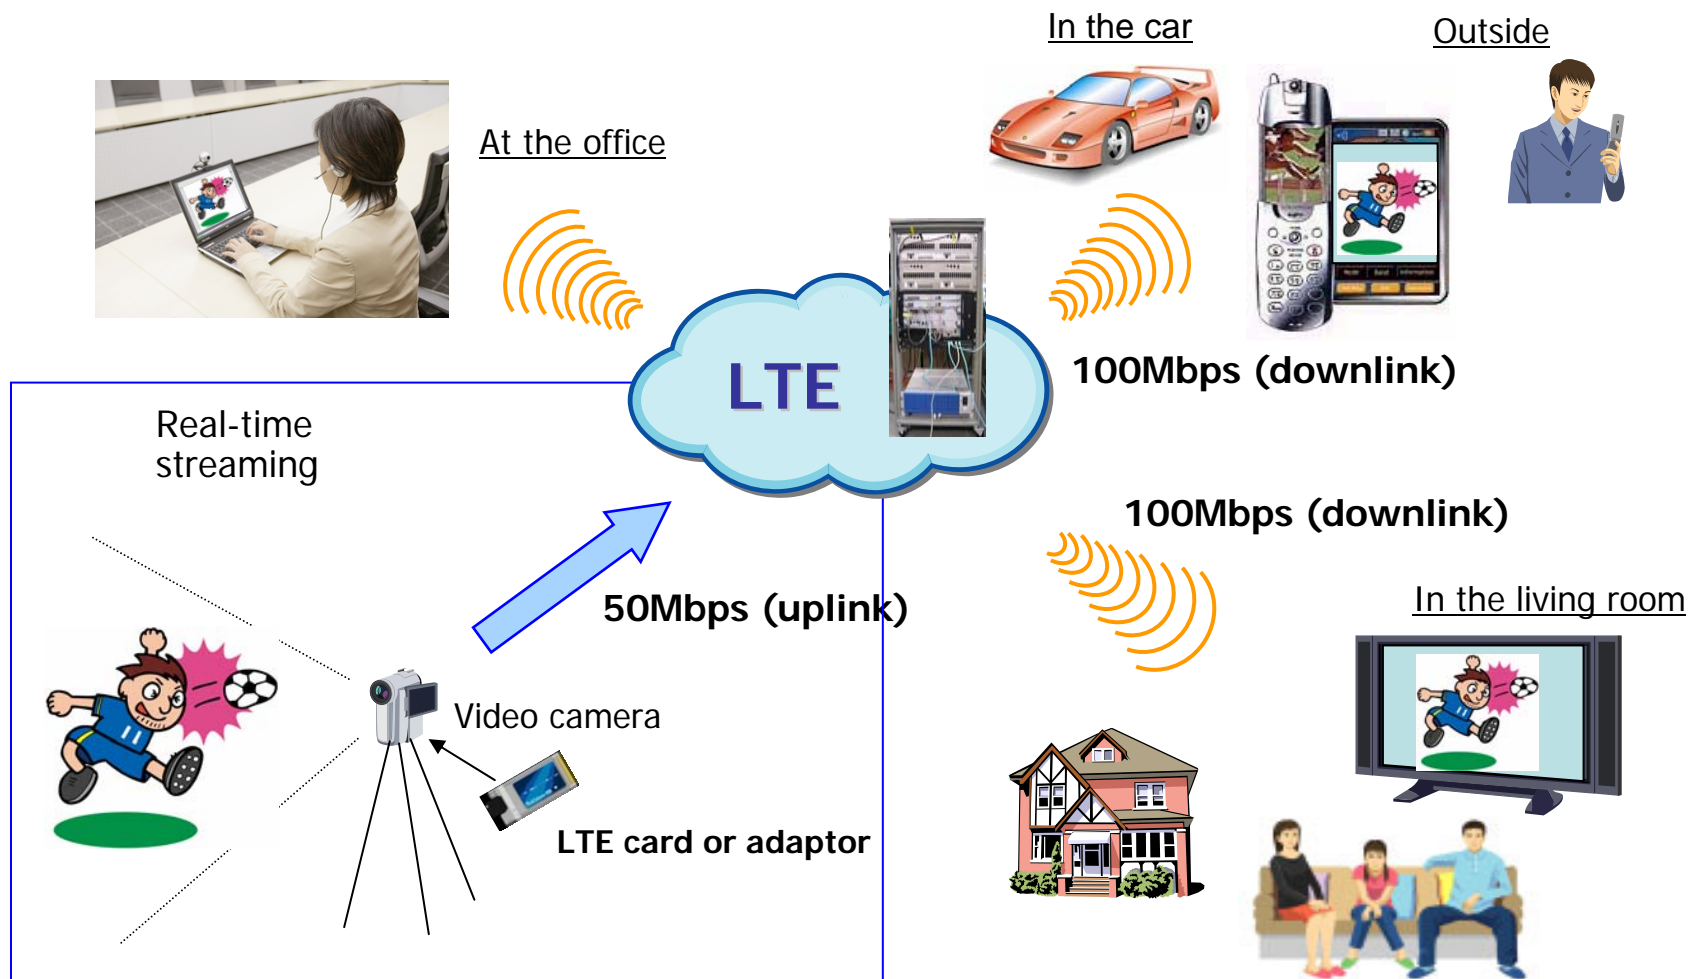 In the car
Outside
At the office
LTE
100Mbps (downlink)
Real-time
streaming
100Mbps (downlink)
50Mbps (uplink)
In the living room
Video camera
LTE card or adaptor